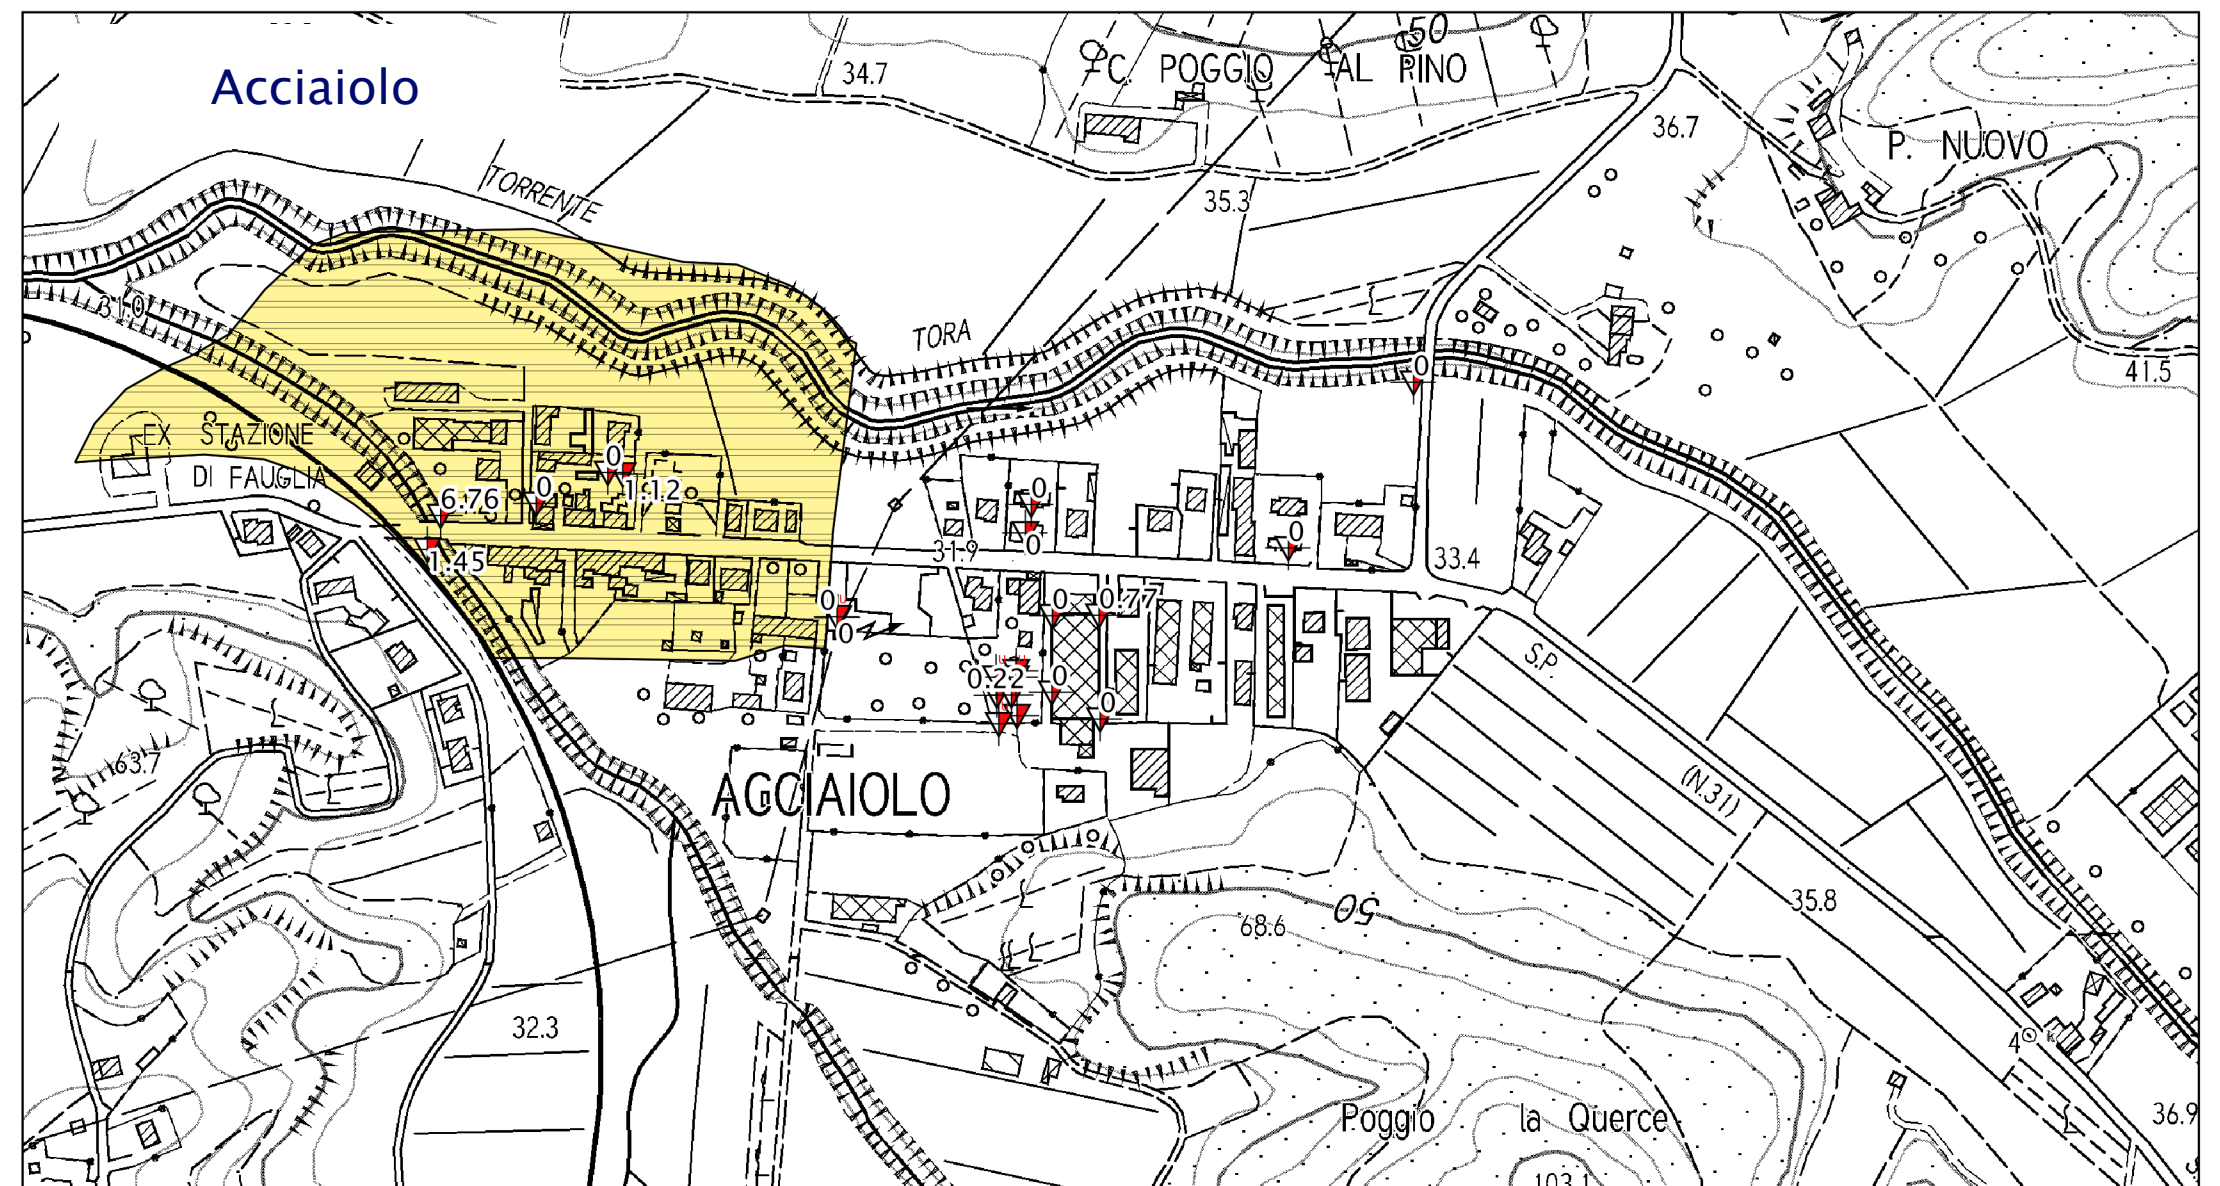 Acciaiolo
50
34.7
C. POGGIO AL PINO
36.7
P. NUOVO
TORRENTE
35.3
31.0
TORA
41.5
0
EX STAZIONE
DI FAUGLIA
0
1.12
6.76
0
0
0
0
1.45
31.9
33.4
0
0
0
0.77
S.P.
0.22
0
0
63.7
ACCIAIOLO
(N.31)
35.8
50
68.6
32.3
36.9
Poggio la Querce
103.1